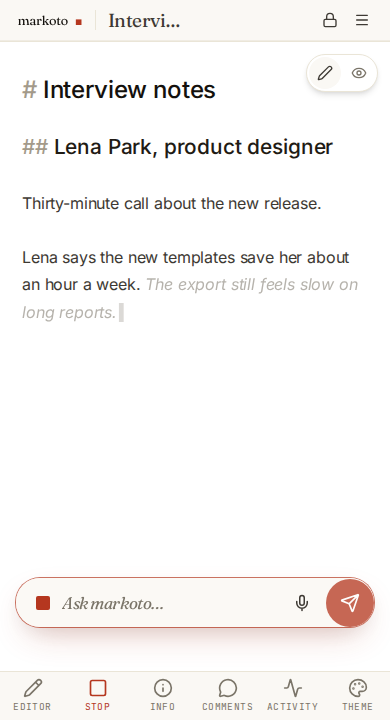 markoto
Intervi...
# Interview notes
## Lena Park, product designer
Thirty-minute call about the new release.
Lena says the new templates save her about
an hour a week. The export still feels slow on
long reports.
Ask markoto...
EDITOR STOP INFO COMMENTS ACTIVITY THEME